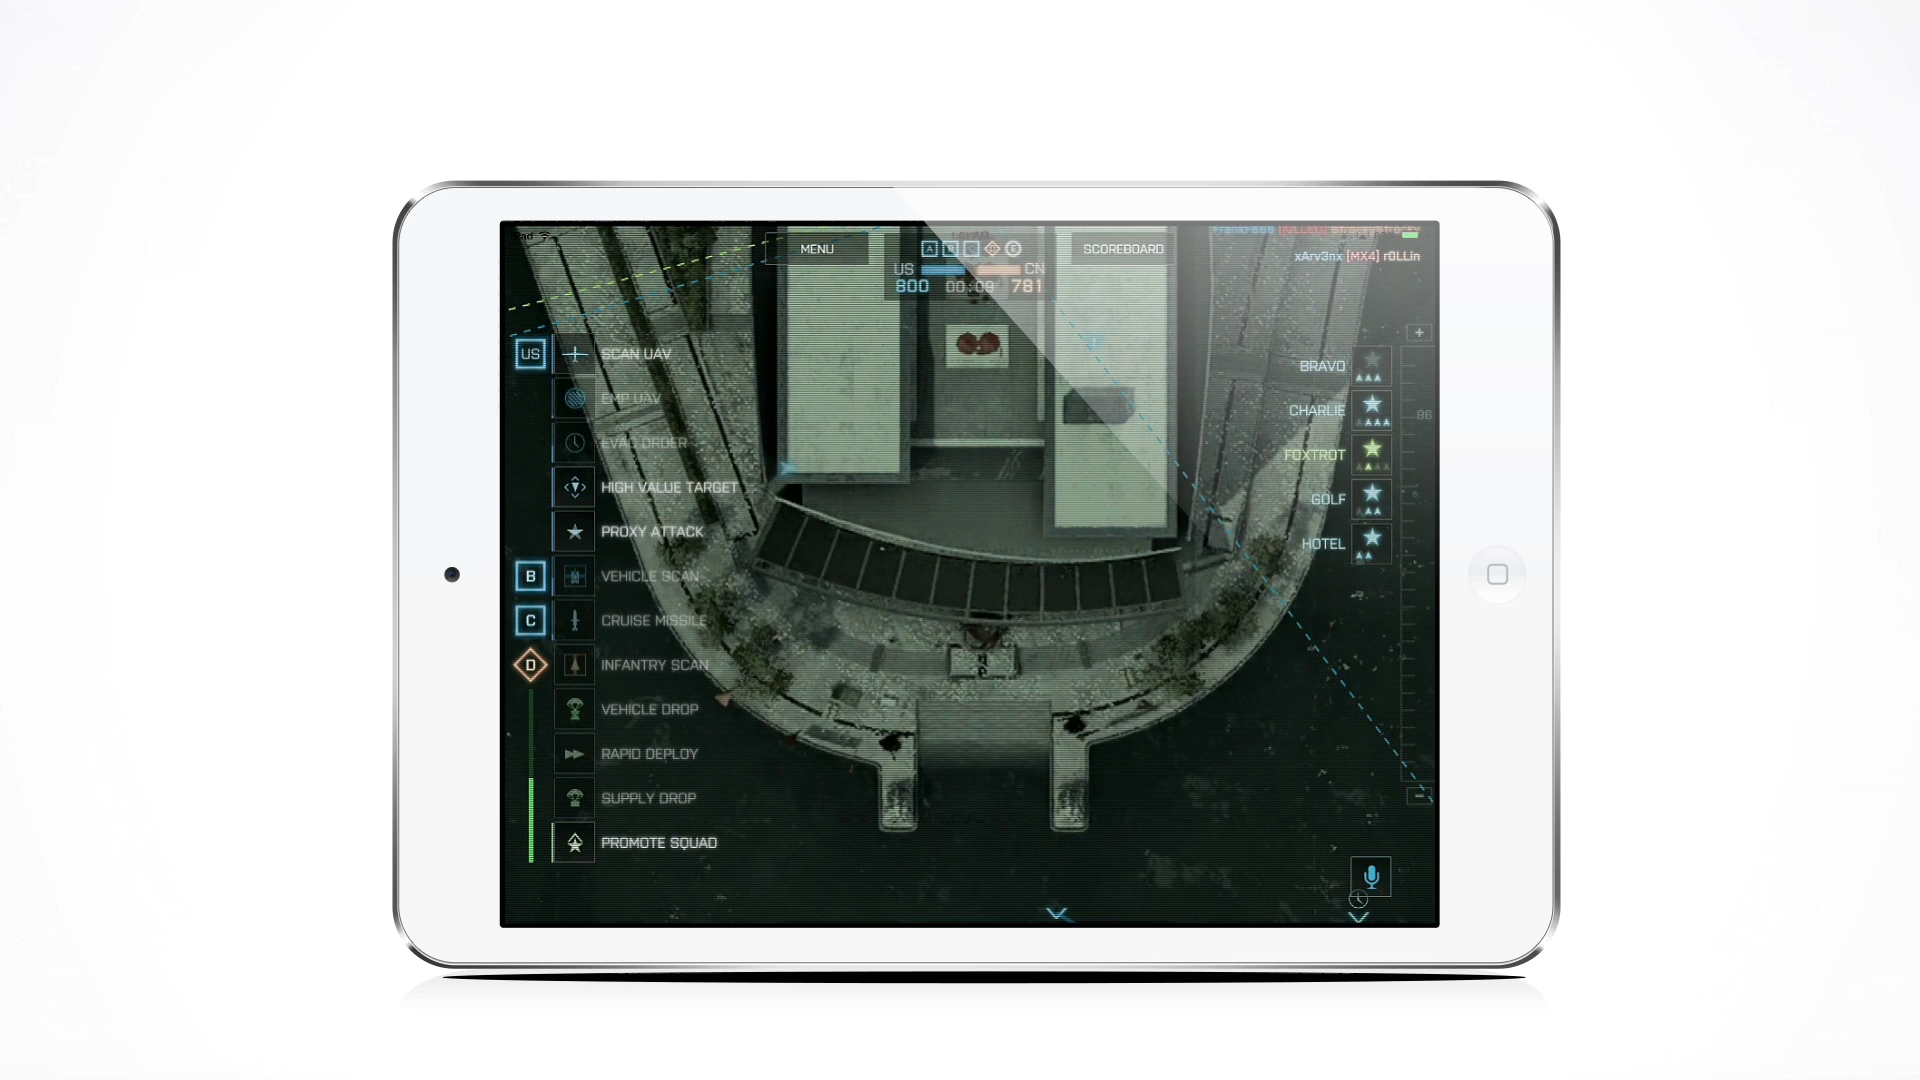 iPad
MENU
A B C D E
SCOREBOARD
US CN
800 00:09 781
xArv3nx [MX4] r0LLin
US SCAN UAV
EMP UAV
EVAC ORDER
HIGH VALUE TARGET
PROXY ATTACK
B VEHICLE SCAN
C CRUISE MISSILE
D INFANTRY SCAN
VEHICLE DROP
RAPID DEPLOY
SUPPLY DROP
PROMOTE SQUAD
+
BRAVO
CHARLIE
86
FOXTROT
GOLF
HOTEL